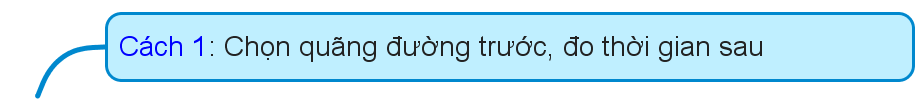 Cách 1: Chọn quãng đường trước, đo thời gian sau